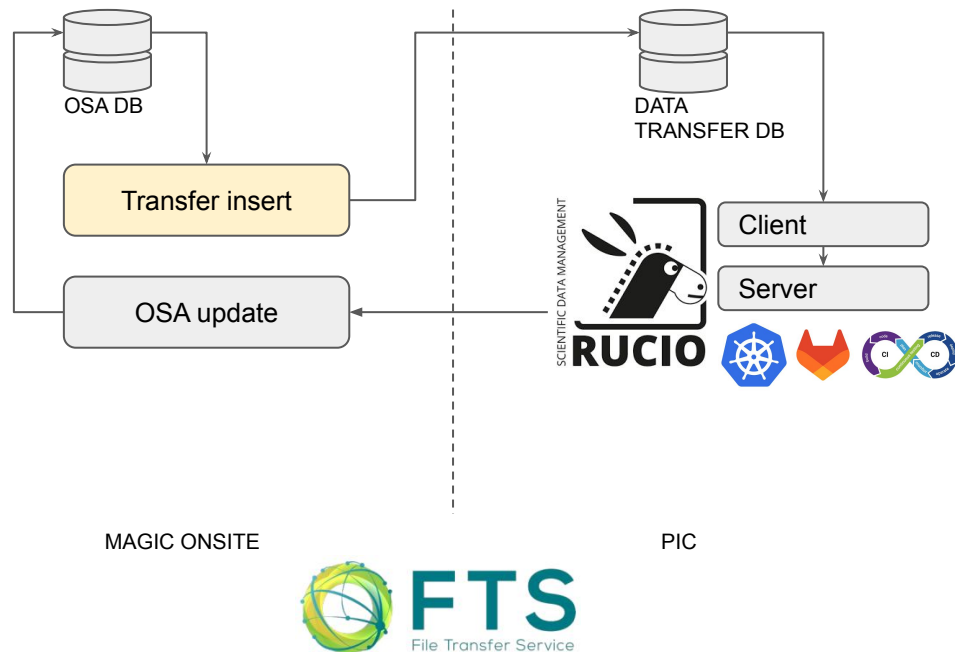 OSA DB
DATA
TRANSFER DB
Transfer insert
Client
SCIENTIFIC DATA MANAGEMENT
Server
OSA update
RUCIO
CI
CD
MAGIC ONSITE
PIC
FTS
File Transfer Service